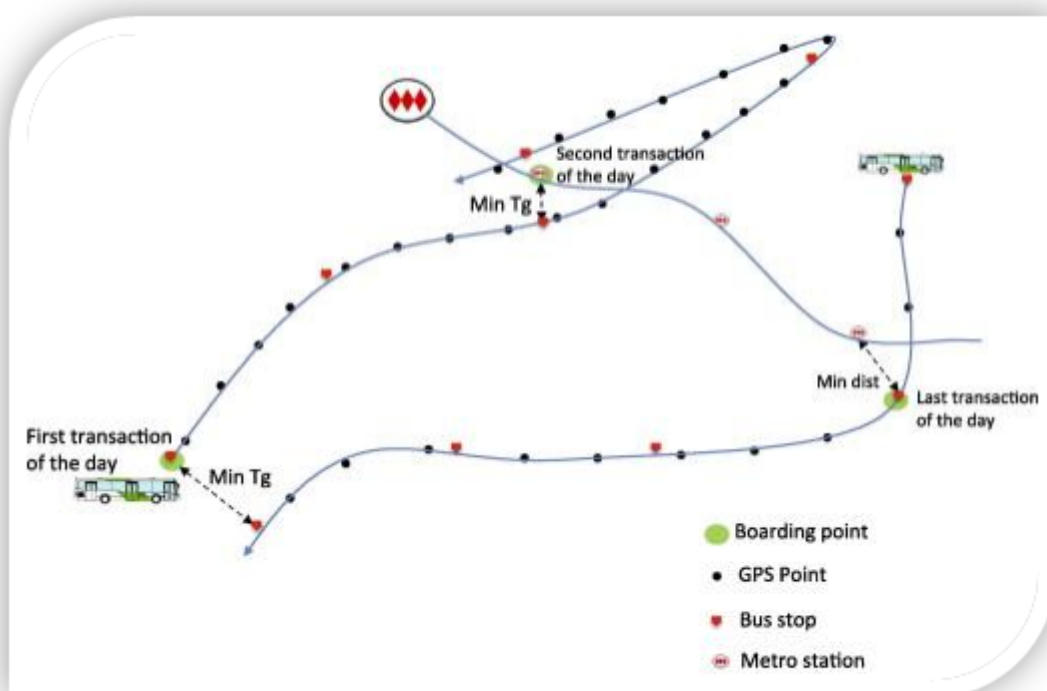 Second transaction
of the day
Min Tg
Min dist
Last transaction
of the day
First transaction
of the day
Min Tg
Boarding point
GPS Point
Bus stop
Metro station